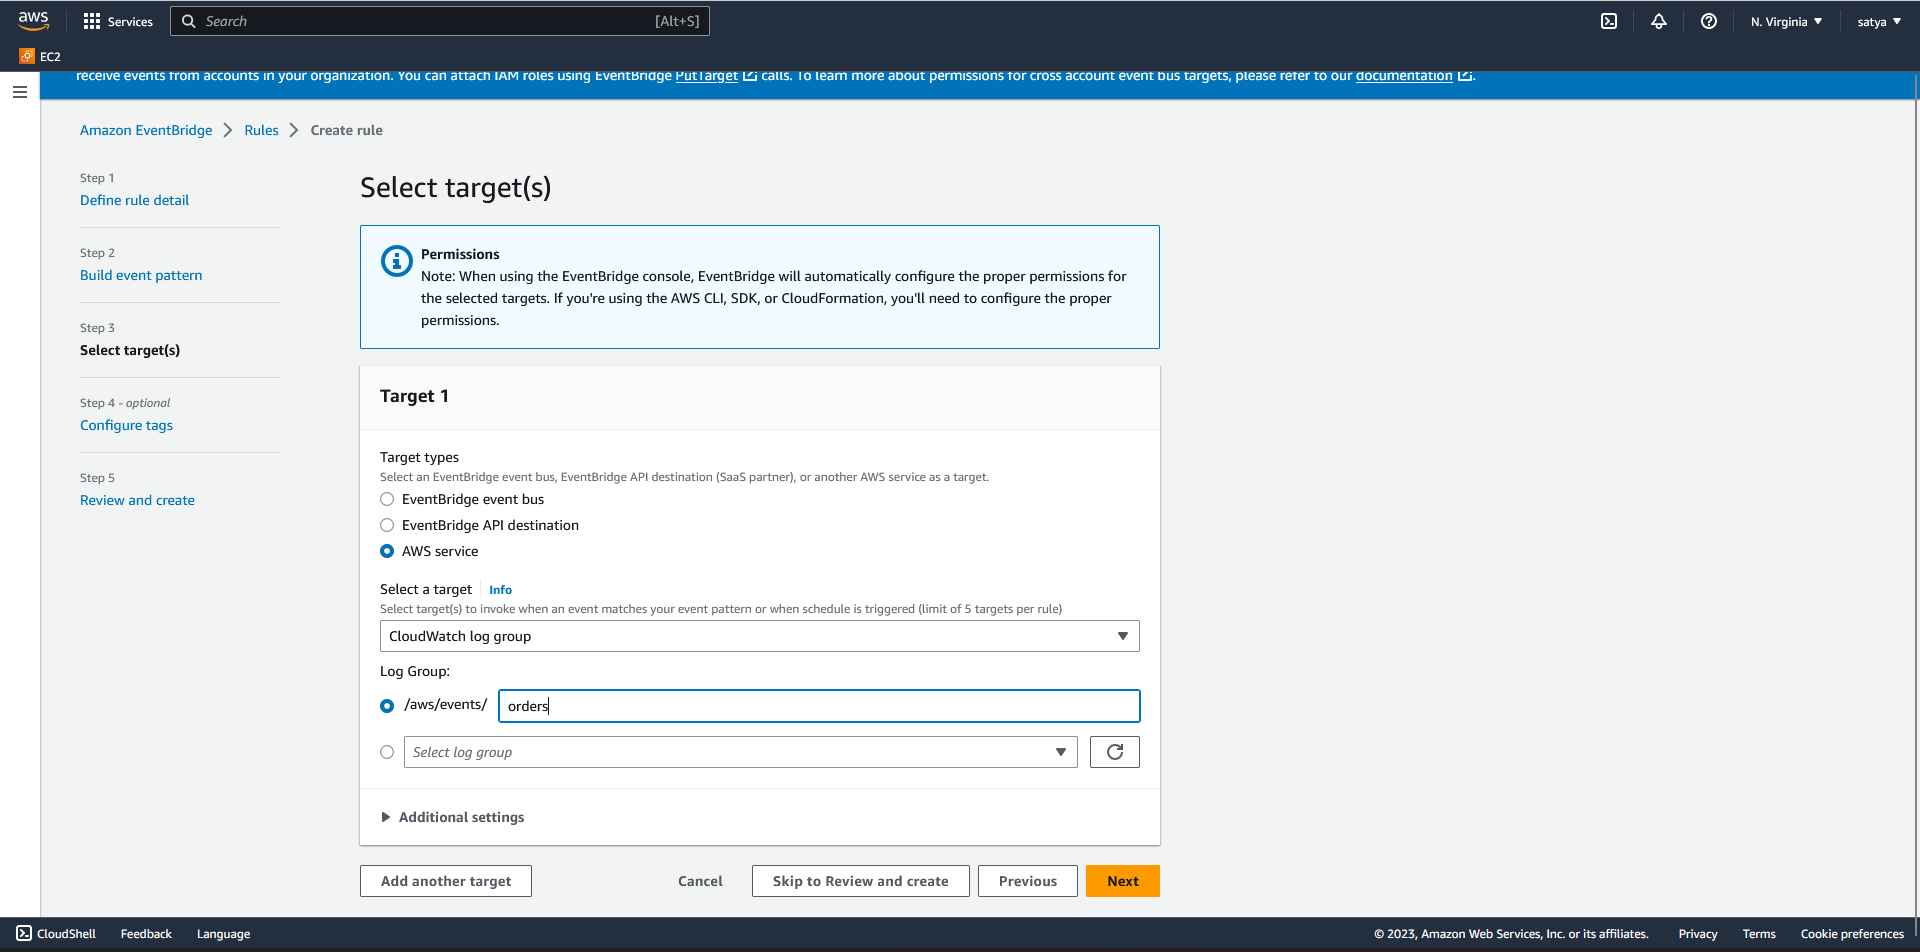 aws
Services
Search
[Alt+S]
N. Virginia
satya
EC2
receive events from accounts in your organization. You can attach IAM roles using EventBridge PutTarget calls. To learn more about permissions for cross account event bus targets, please refer to our documentation.
Amazon EventBridge
Rules
Create rule
Step 1
Define rule detail
Step 2
Build event pattern
Step 3
Select target(s)
Step 4 - optional
Configure tags
Step 5
Review and create
Select target(s)
Permissions
Note: When using the EventBridge console, EventBridge will automatically configure the proper permissions for
the selected targets. If you're using the AWS CLI, SDK, or CloudFormation, you'll need to configure the proper
permissions.
Target 1
Target types
Select an EventBridge event bus, EventBridge API destination (SaaS partner), or another AWS service as a target.
EventBridge event bus
EventBridge API destination
AWS service
Select a target
Info
Select target(s) to invoke when an event matches your event pattern or when schedule is triggered (limit of 5 targets per rule)
CloudWatch log group
Log Group:
/aws/events/
orders
Select log group
Additional settings
Add another target
Cancel
Skip to Review and create
Previous
Next
CloudShell
Feedback
Language
© 2023, Amazon Web Services, Inc. or its affiliates.
Privacy
Terms
Cookie preferences